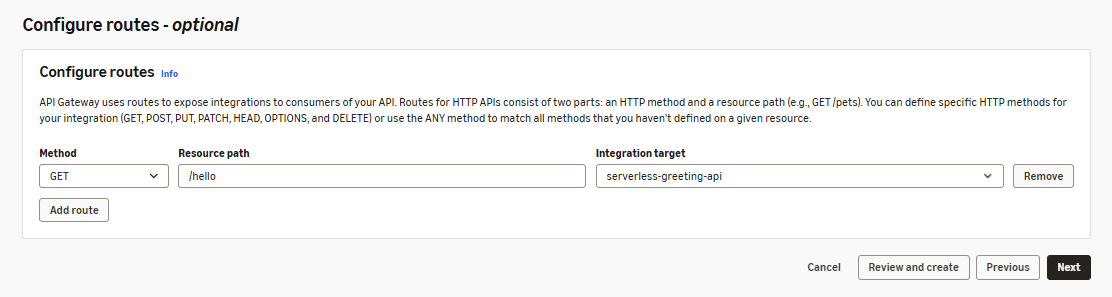 Configure routes - optional
Configure routes Info
API Gateway uses routes to expose integrations to consumers of your API. Routes for HTTP APIs consist of two parts: an HTTP method and a resource path (e.g., GET /pets). You can define specific HTTP methods for
your integration (GET, POST, PUT, PATCH, HEAD, OPTIONS, and DELETE) or use the ANY method to match all methods that you haven't defined on a given resource.
Method Resource path Integration target
GET /hello serverless-greeting-api Remove
Add route
Cancel Review and create Previous Next